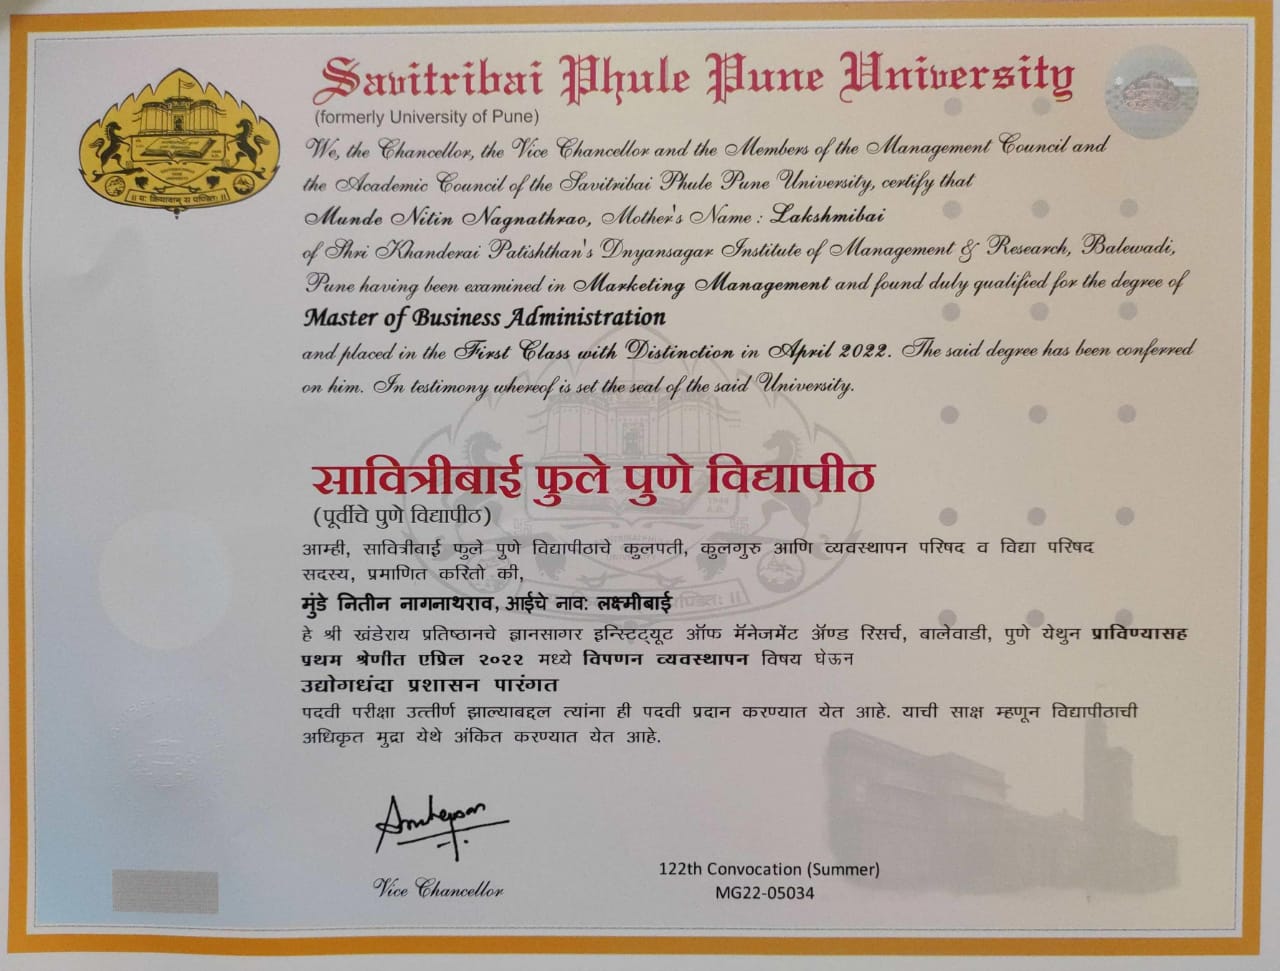 Savitribai Phule Pune University
(formerly University of Pune)
We, the Chancellor, the Vice Chancellor and the Members of the Management Council and
the Academic Council of the Savitribai Phule Pune University, certify that
Munde Nitin Nagnathrao, Mother's Name : Lakshmibai
of Shri Khanderai Patishthan's Dnyansagar Institute of Management & Research, Balewadi,
Pune having been examined in Marketing Management and found duly qualified for the degree of
Master of Business Administration
and placed in the First Class with Distinction in April 2022. The said degree has been conferred
on him. In testimony whereof is set the seal of the said University.
सावित्रीबाई फुले पुणे विद्यापीठ
(पूर्वीचे पुणे विद्यापीठ)
आम्ही, सावित्रीबाई फुले पुणे विद्यापीठाचे कुलपती, कुलगुरु आणि व्यवस्थापन परिषद व विद्या परिषद
सदस्य, प्रमाणित करितो की,
मुंडे नितीन नागनाथराव, आईचे नाव: लक्ष्मीबाई
हे श्री खंडेराय प्रतिष्ठानचे ज्ञानसागर इन्स्टिट्यूट ऑफ मॅनेजमेंट ॲण्ड रिसर्च, बालेवाडी, पुणे येथुन प्राविण्यासह
प्रथम श्रेणीत एप्रिल २०२२ मध्ये विपणन व्यवस्थापन विषय घेऊन
उद्योगधंदा प्रशासन पारंगत
पदवी परीक्षा उत्तीर्ण झाल्याबद्दल त्यांना ही पदवी प्रदान करण्यात येत आहे. याची साक्ष म्हणून विद्यापीठाची
अधिकृत मुद्रा येथे अंकित करण्यात येत आहे.
Vice Chancellor
122th Convocation (Summer)
MG22-05034
|| यः क्रियावान् स पण्डितः ||